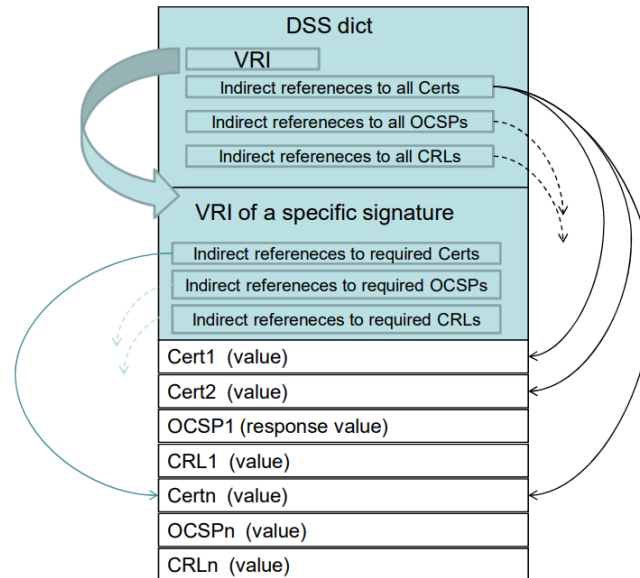 DSS dict
VRI
Indirect refereneces to all Certs
Indirect refereneces to all OCSPs
Indirect refereneces to all CRLs
VRI of a specific signature
Indirect refereneces to required Certs
Indirect refereneces to required OCSPs
Indirect refereneces to required CRLs
Cert1 (value)
Cert2 (value)
OCSP1 (response value)
CRL1 (value)
Certn (value)
OCSPn (value)
CRLn (value)